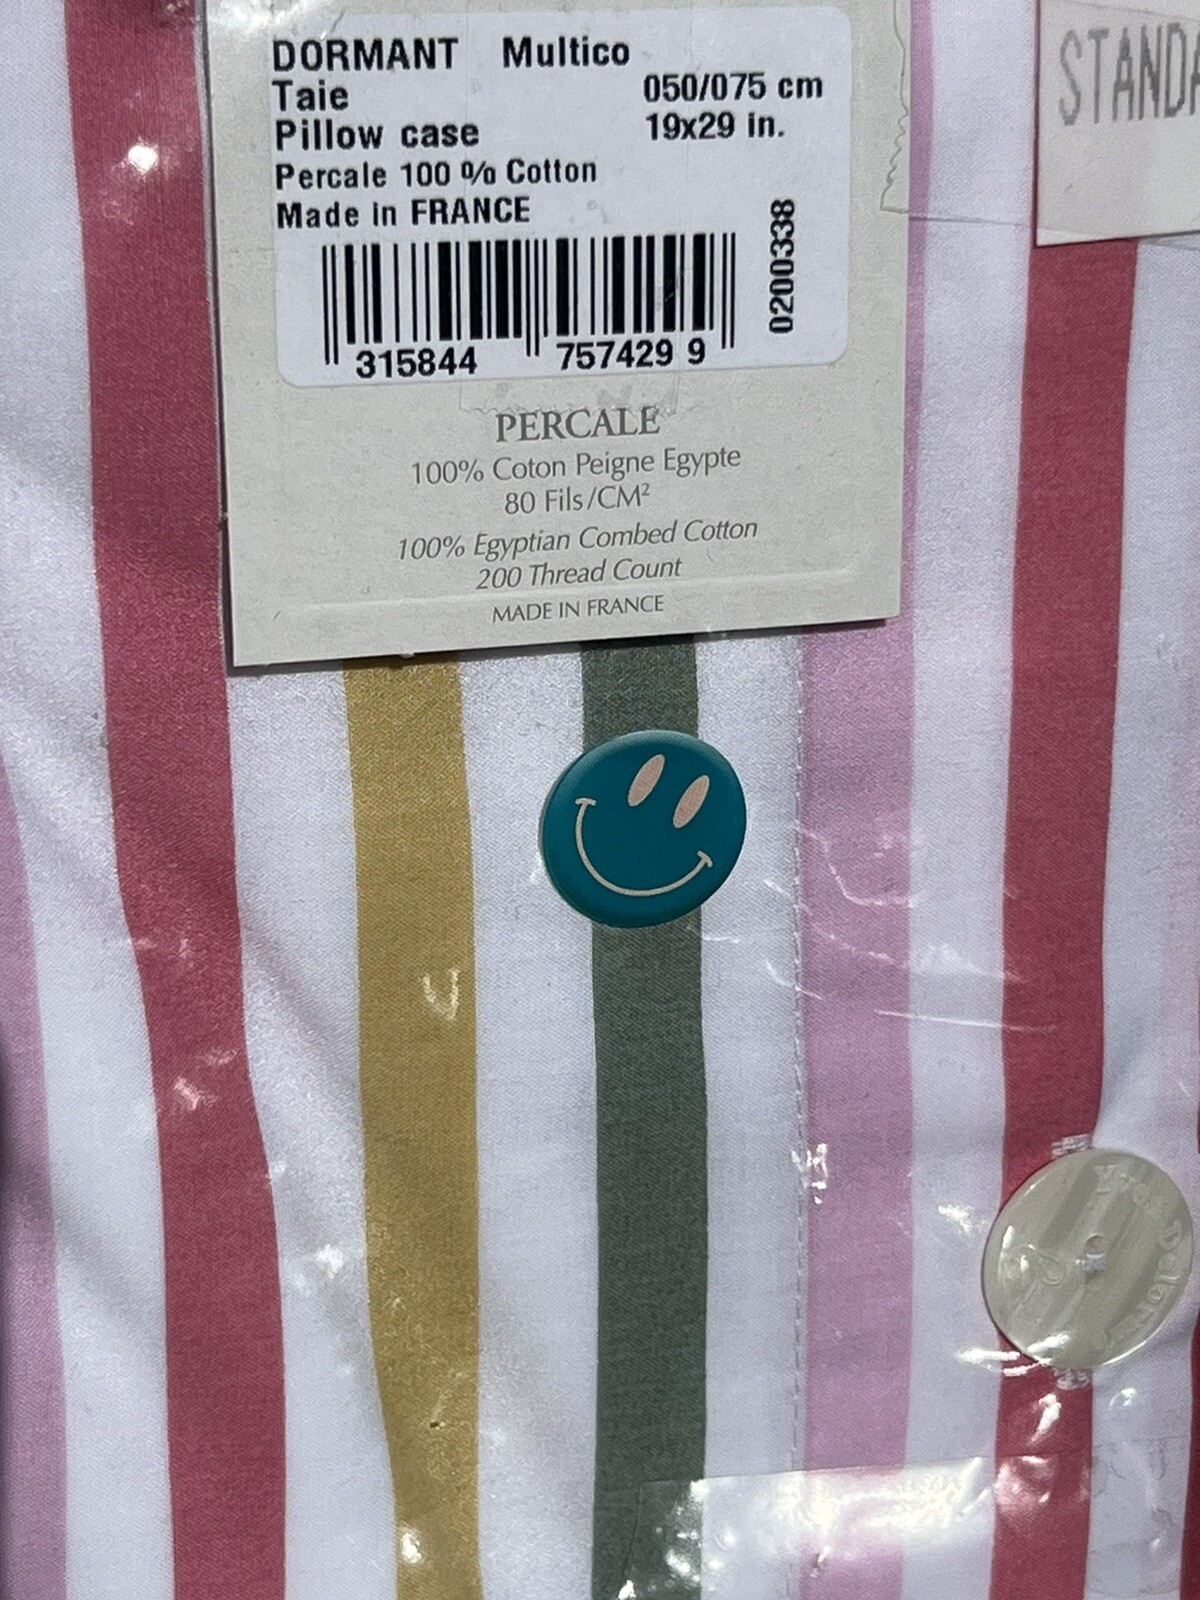 DORMANT Multico
Taie 050/075 cm
Pillow case 19x29 in.
Percale 100 % Cotton
Made in FRANCE
0200338
315844 757429 9
PERCALE
100% Coton Peigne Egypte
80 Fils/CM²
100% Egyptian Combed Cotton
200 Thread Count
MADE IN FRANCE
STANDA